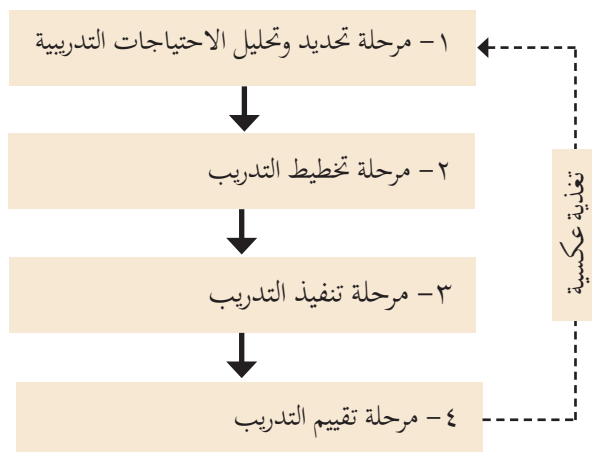 ١- مرحلة تحديد وتحليل الاحتياجات التدريبية
٢- مرحلة تخطيط التدريب
٣- مرحلة تنفيذ التدريب
٤- مرحلة تقييم التدريب
تغذية عكسية